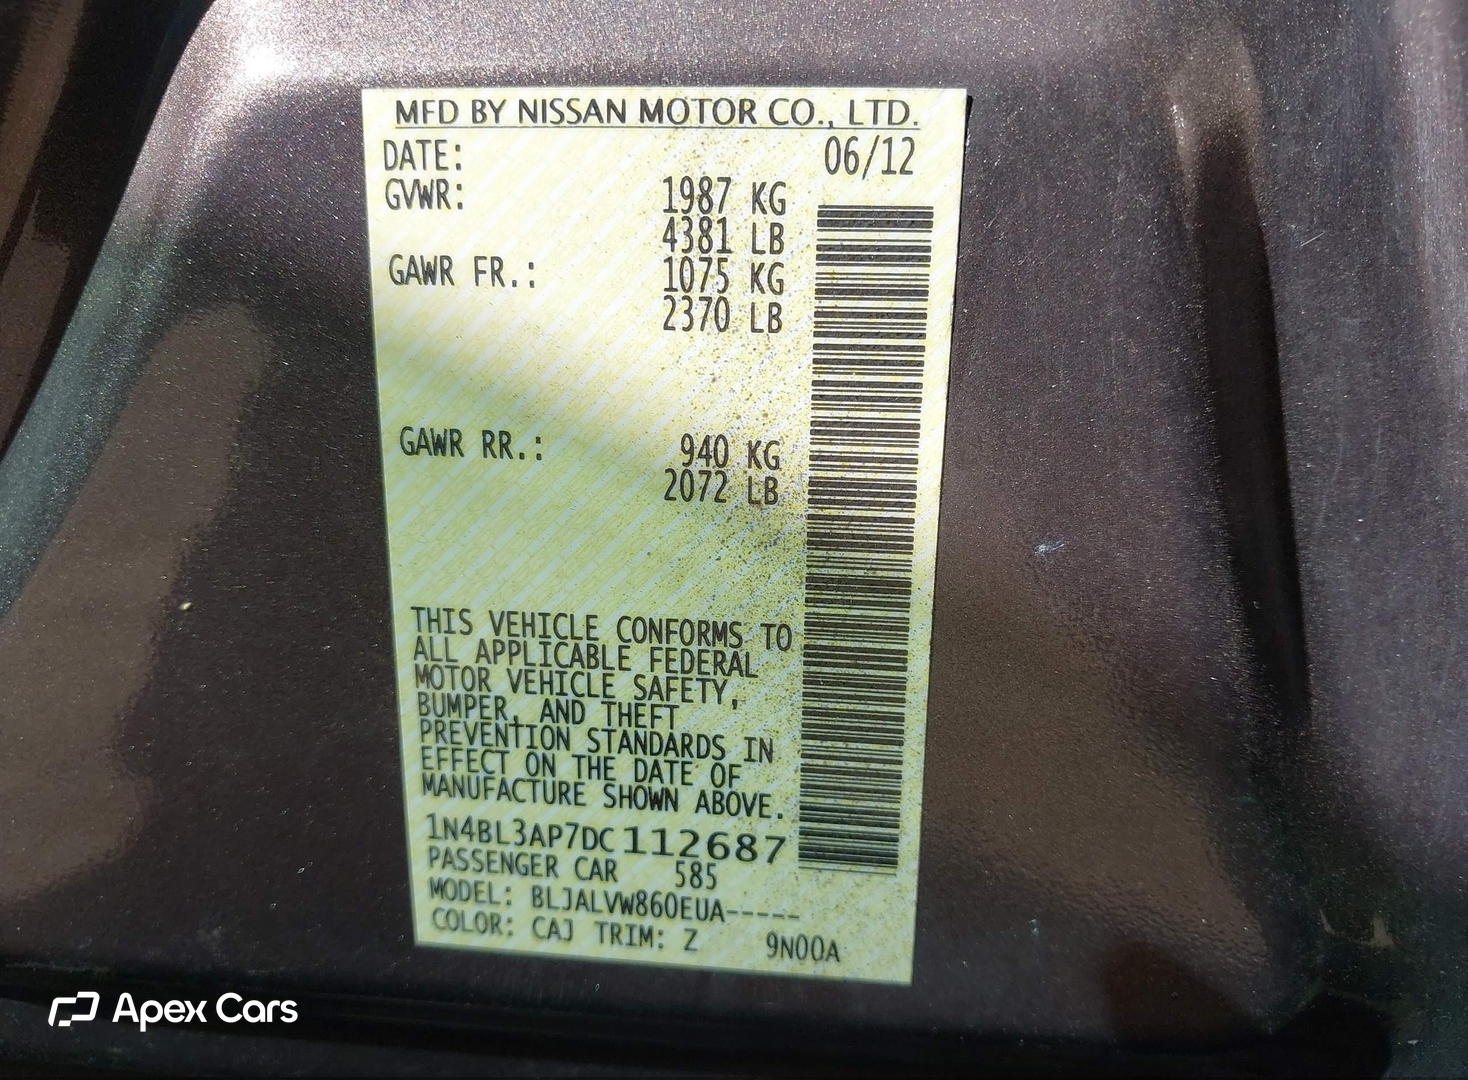 MFD BY NISSAN MOTOR CO., LTD.
DATE: 06/12
GVWR: 1987 KG
4381 LB
GAWR FR.: 1075 KG
2370 LB
GAWR RR.: 940 KG
2072 LB
THIS VEHICLE CONFORMS TO
ALL APPLICABLE FEDERAL
MOTOR VEHICLE SAFETY,
BUMPER, AND THEFT
PREVENTION STANDARDS IN
EFFECT ON THE DATE OF
MANUFACTURE SHOWN ABOVE.
1N4BL3AP7DC112687
PASSENGER CAR 585
MODEL: BLJALVW860EUA-----
COLOR: CAJ TRIM: Z 9N00A
Apex Cars